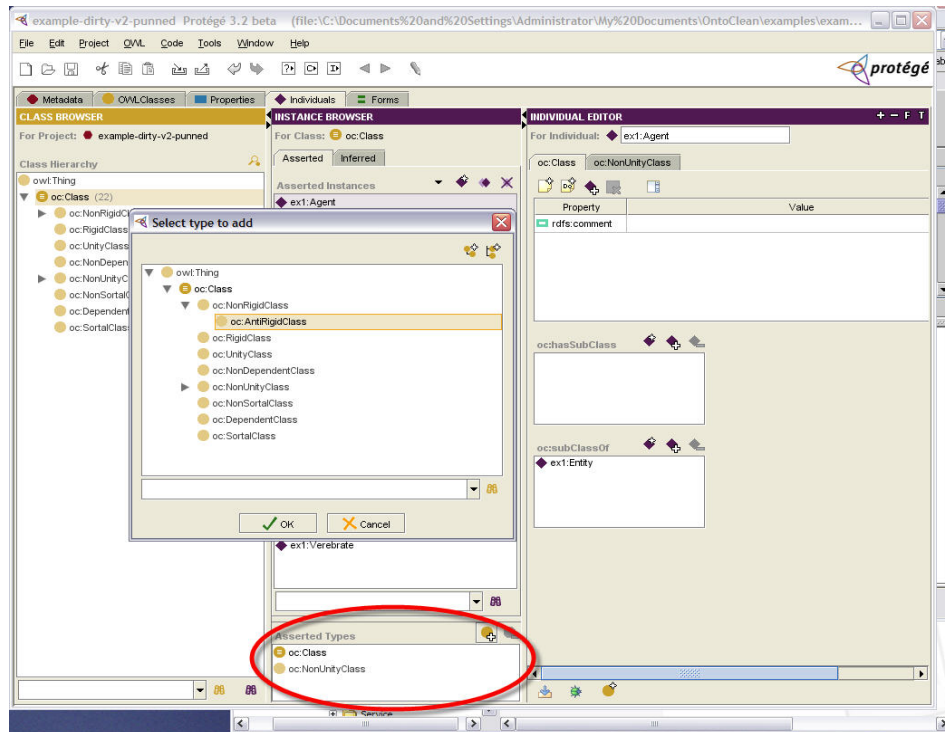 example-dirty-v2-punned Protégé 3.2 beta (file:\C:\Documents%20and%20Settings\Administrator\My%20Documents\OntoClean\examples\exam...
File Edit Project OWL Code Tools Window Help
protégé
Metadata OWLClasses Properties Individuals Forms
CLASS BROWSER
For Project: example-dirty-v2-punned
Class Hierarchy
owl:Thing
oc:Class (22)
oc:NonRigidCl
oc:RigidClass
oc:UnityClass
oc:NonDepen
oc:NonUnityC
oc:NonSortalC
oc:Dependent
oc:SortalClas
INSTANCE BROWSER
For Class: oc:Class
Asserted Inferred
Asserted Instances
ex1:Agent
ex1:Verebrate
Asserted Types
oc:Class
oc:NonUnityClass
Select type to add
owl:Thing
oc:Class
oc:NonRigidClass
oc:AntiRigidClass
oc:RigidClass
oc:UnityClass
oc:NonDependentClass
oc:NonUnityClass
oc:NonSortalClass
oc:DependentClass
oc:SortalClass
OK Cancel
INDIVIDUAL EDITOR + - F T
For Individual: ex1:Agent
oc:Class oc:NonUnityClass
Property Value
rdfs:comment
oc:hasSubClass
oc:subClassOf
ex1:Entity
Service